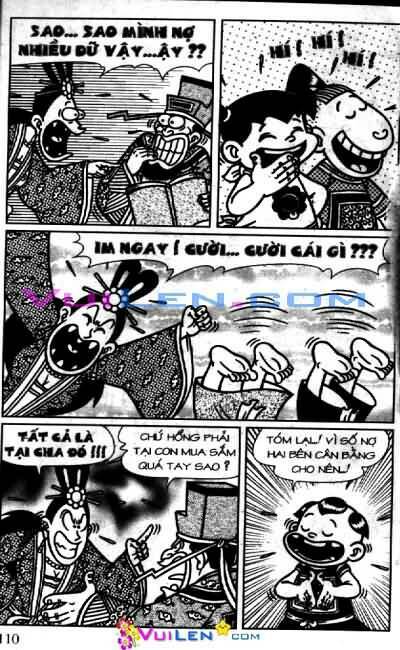 SAO... SAO MÌNH NỢ
NHIỀU DỮ VẬY...ẬY ??
HÍ! HÍ! HÍ!
IM NGAY ! CƯỜI... CƯỜI CÁI GÌ ???
VUILEN.COM
TẤT CẢ LÀ
TẠI CHA ĐÓ !!!
CHỨ HỔNG PHẢI
TẠI CON MUA SẮM
QUÁ TAY SAO ?
TÓM LẠI! VÌ SỐ NỢ
HAI BÊN CÂN BẰNG
CHO NÊN!
110
VUILEN.COM